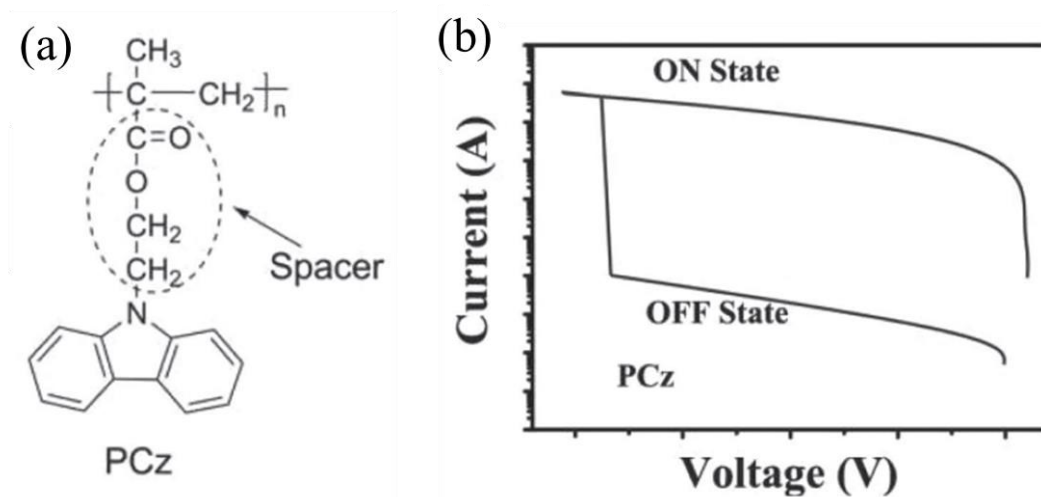 (a)
CH3
C
CH2
n
C=O
O
CH2
CH2
N
Spacer
PCz
(b)
ON State
OFF State
PCz
Current (A)
Voltage (V)